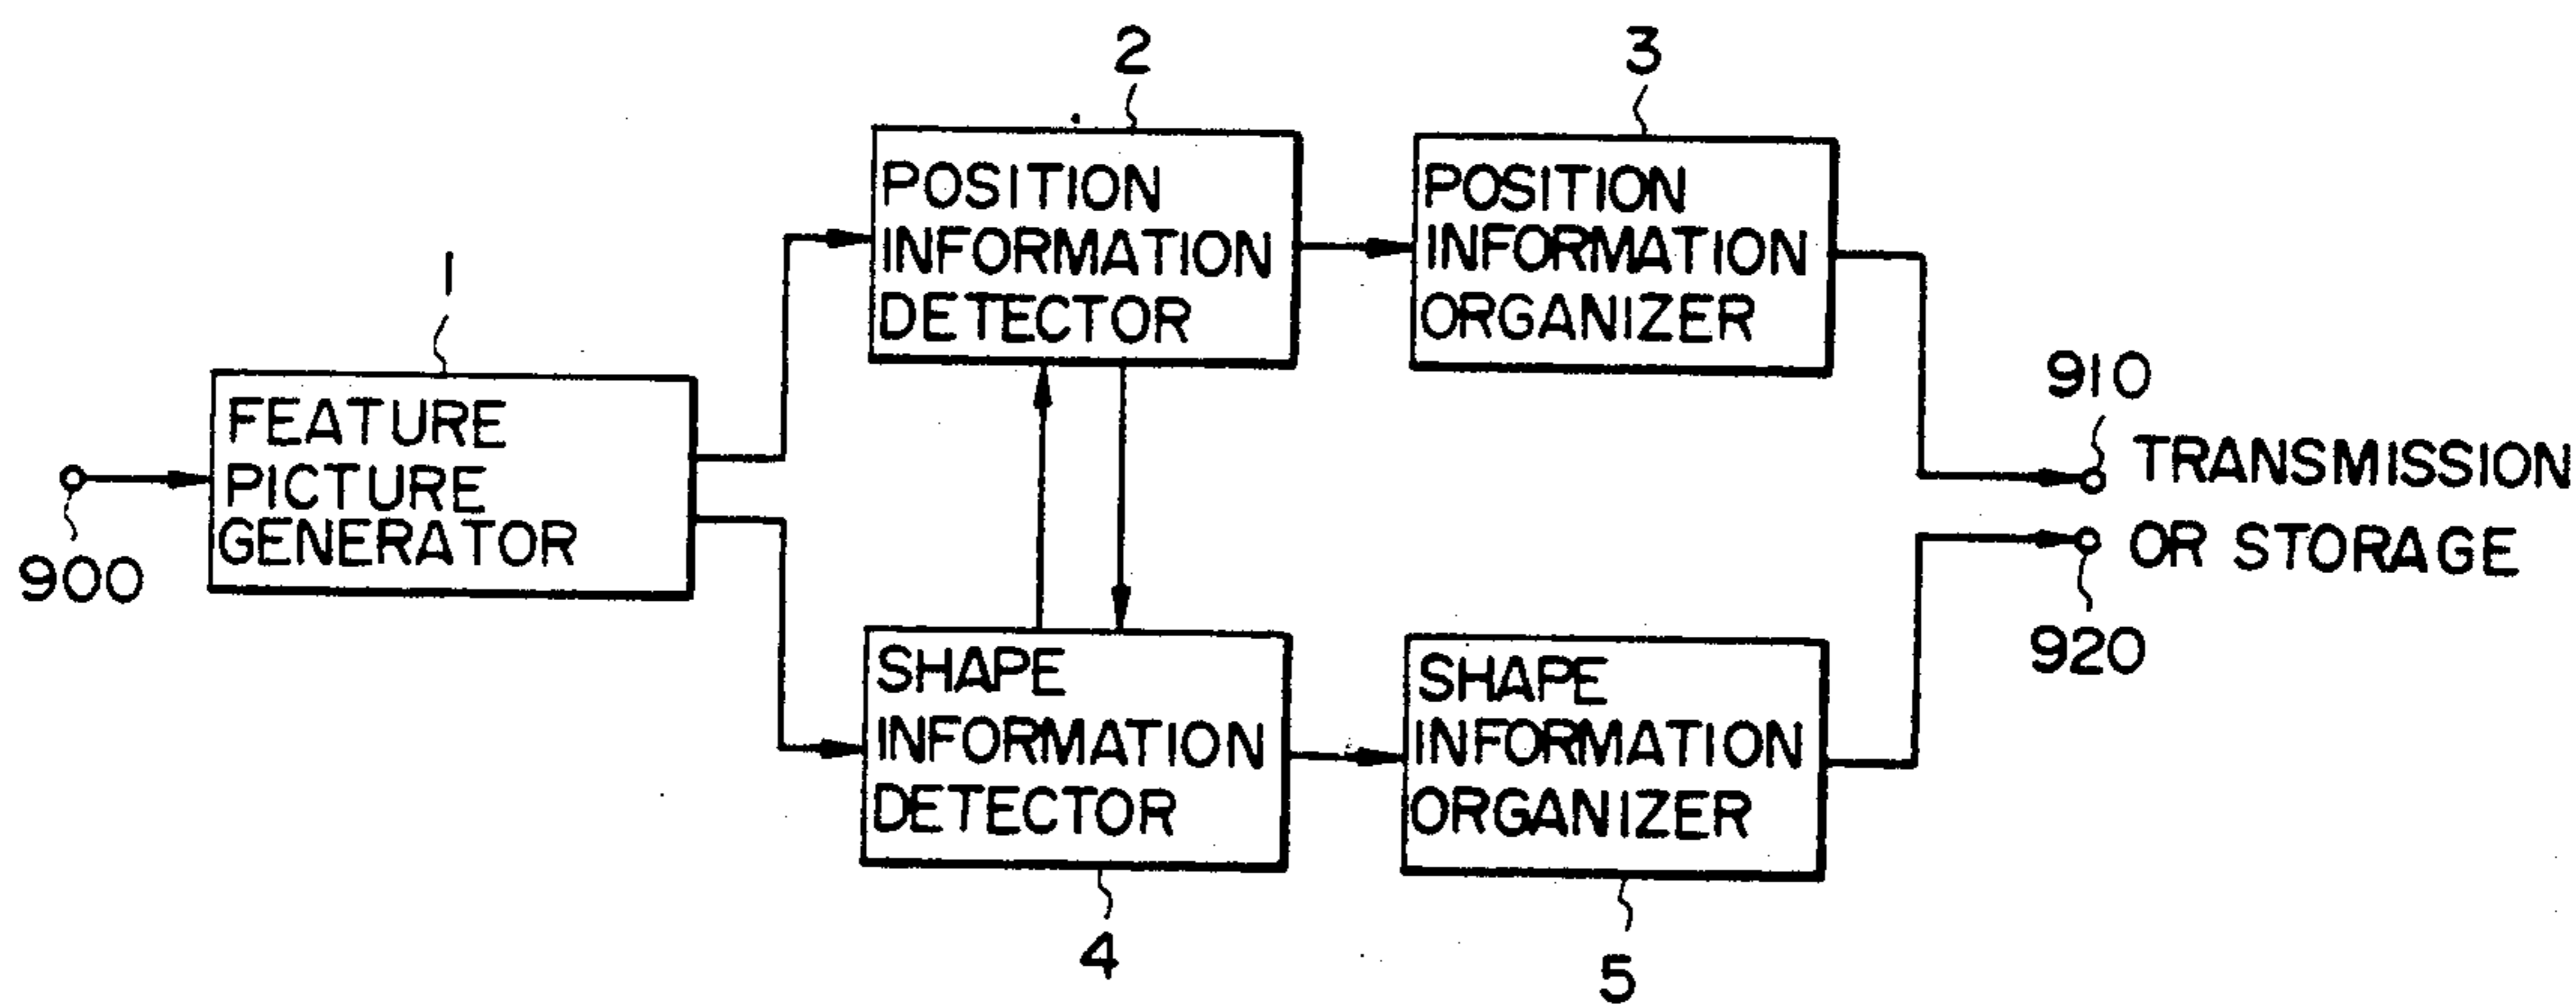 2
3
POSITION
INFORMATION
DETECTOR
POSITION
INFORMATION
ORGANIZER
1
FEATURE
PICTURE
GENERATOR
900
910
TRANSMISSION
OR STORAGE
920
SHAPE
INFORMATION
DETECTOR
SHAPE
INFORMATION
ORGANIZER
4
5